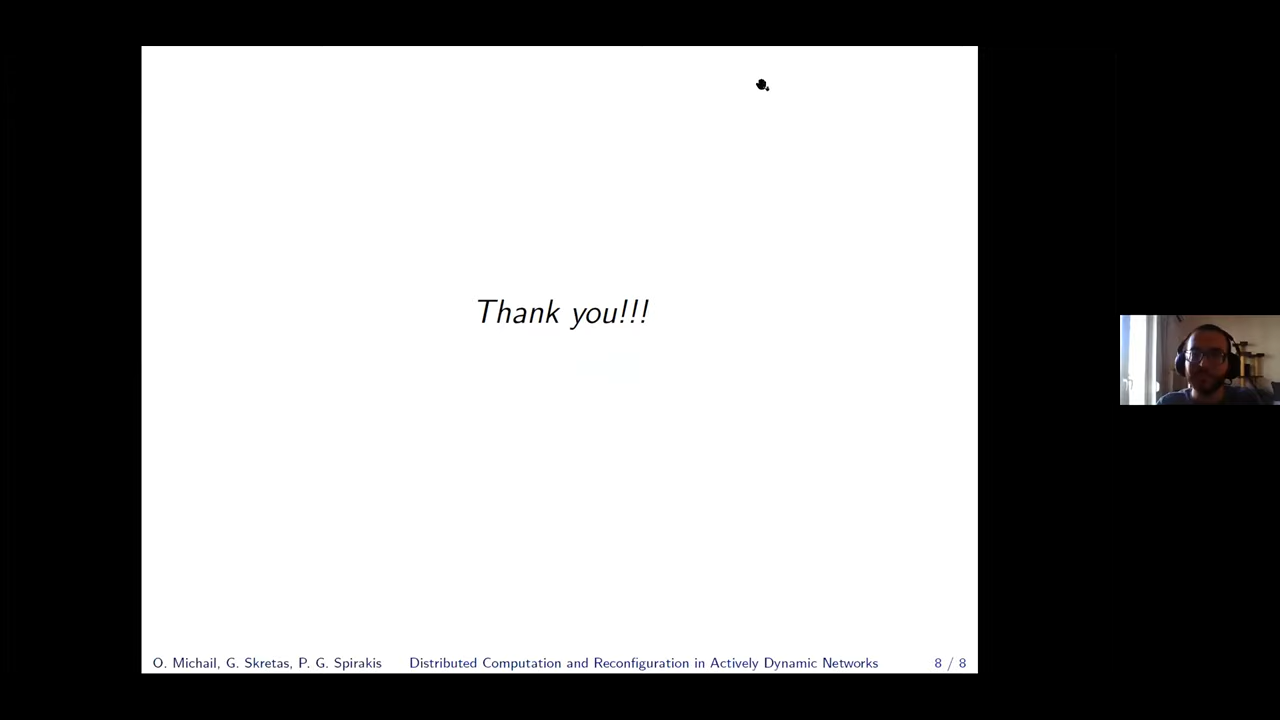 Thank you!!!
O. Michail, G. Skretas, P. G. Spirakis Distributed Computation and Reconfiguration in Actively Dynamic Networks 8 / 8